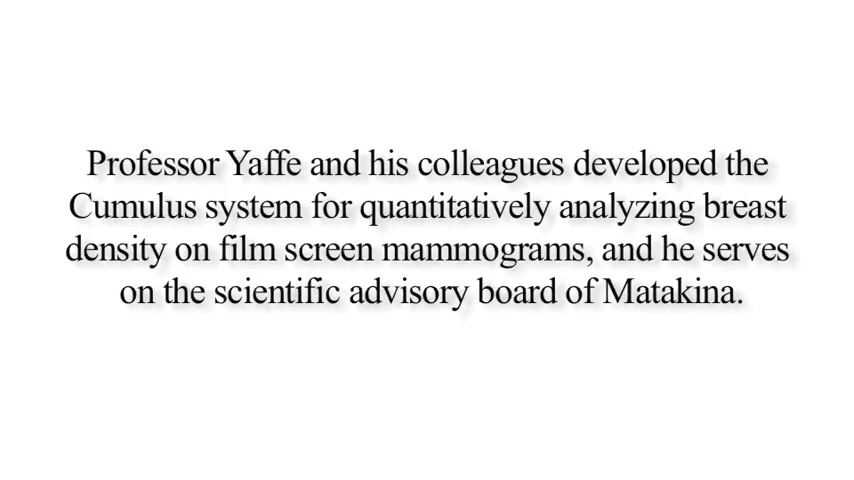 Professor Yaffe and his colleagues developed the
Cumulus system for quantitatively analyzing breast
density on film screen mammograms, and he serves
on the scientific advisory board of Matakina.